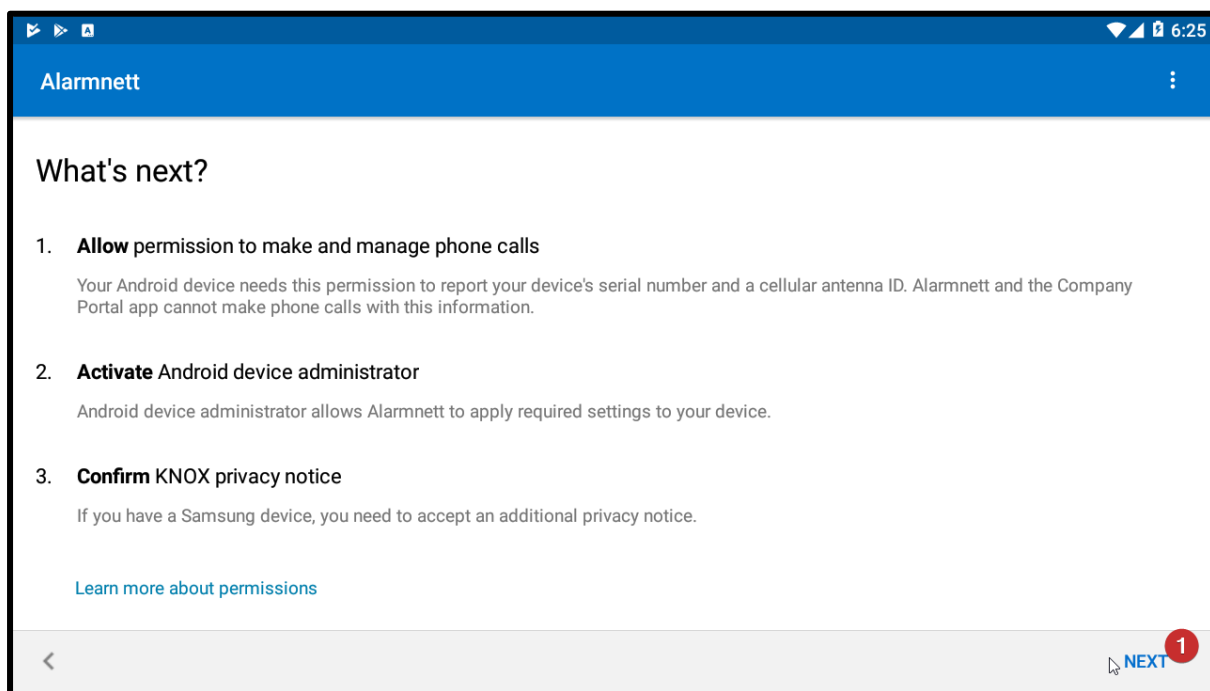 6:25
Alarmnett
What's next?
1. Allow permission to make and manage phone calls
Your Android device needs this permission to report your device's serial number and a cellular antenna ID. Alarmnett and the Company
Portal app cannot make phone calls with this information.
2. Activate Android device administrator
Android device administrator allows Alarmnett to apply required settings to your device.
3. Confirm KNOX privacy notice
If you have a Samsung device, you need to accept an additional privacy notice.
Learn more about permissions
NEXT 1